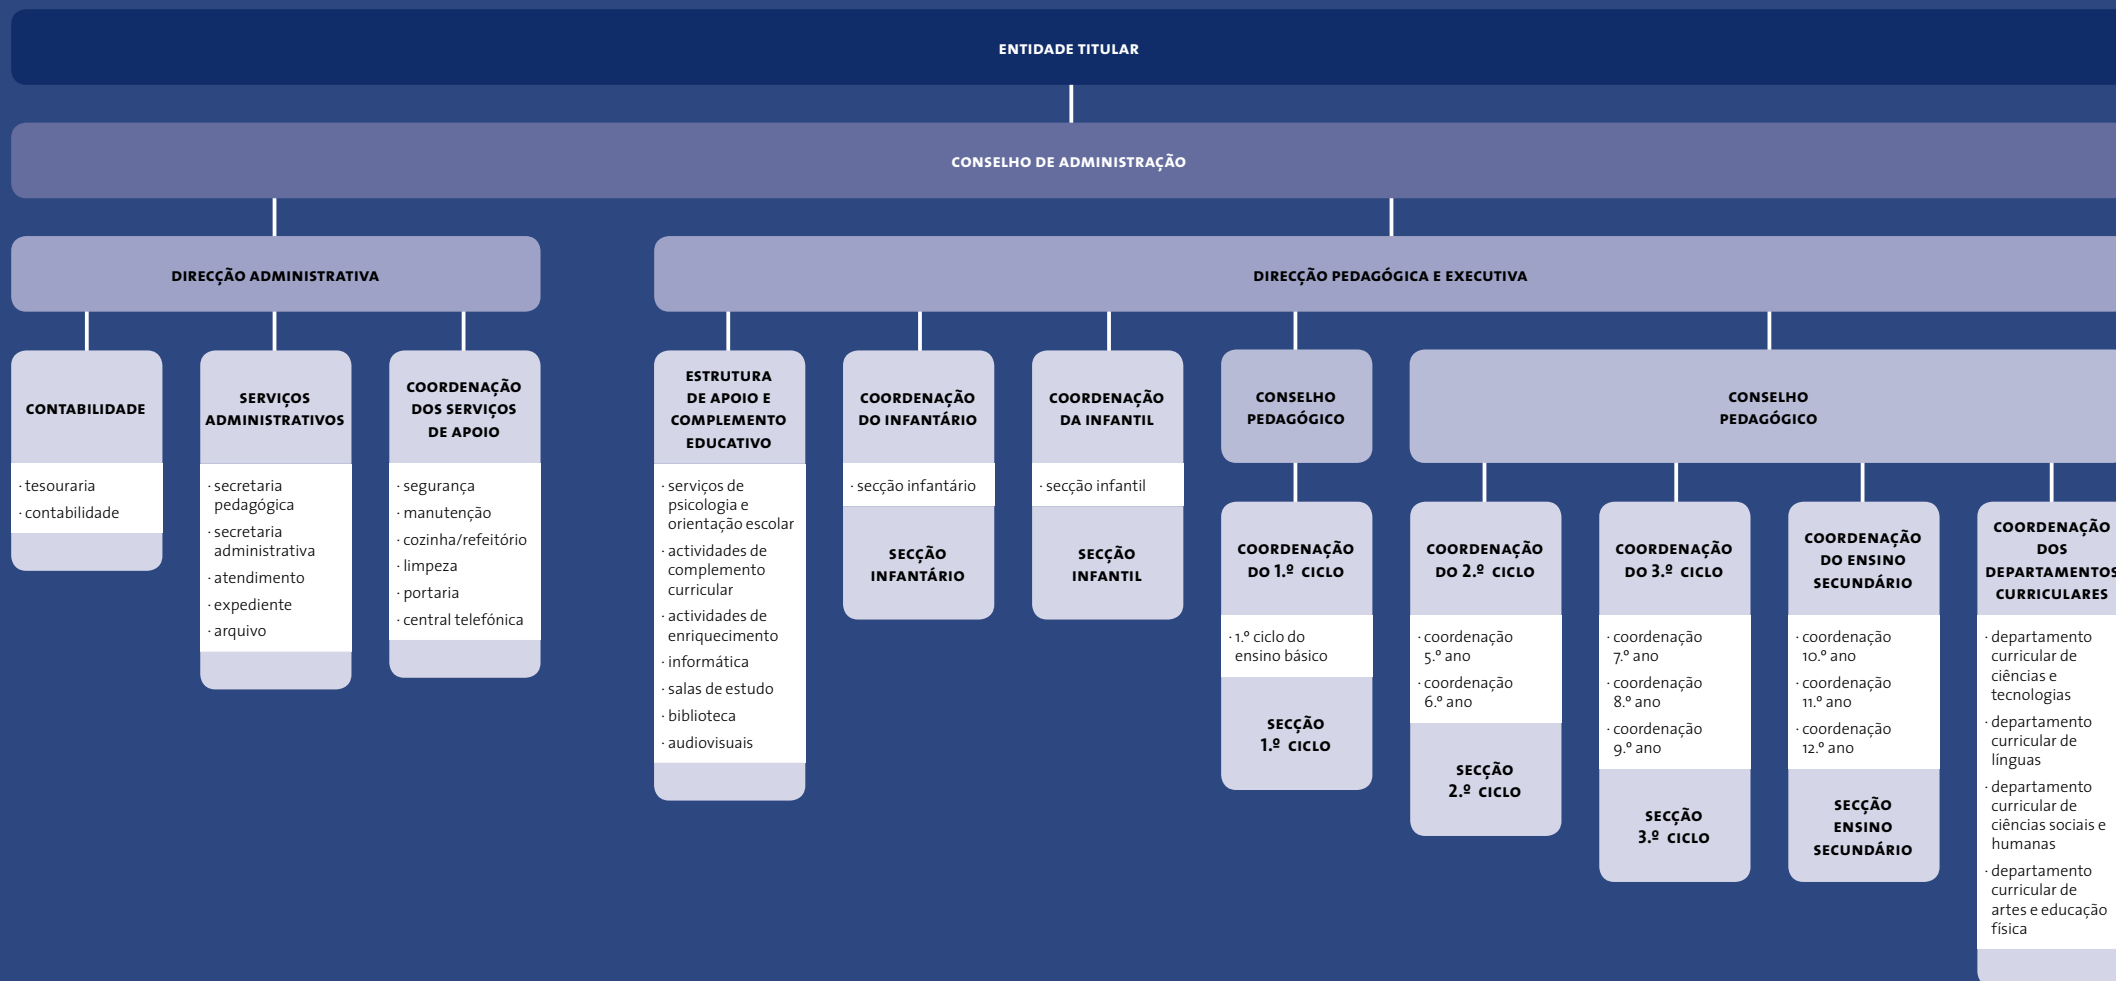 ENTIDADE TITULAR
CONSELHO DE ADMINISTRAÇÃO
DIRECÇÃO ADMINISTRATIVA
DIRECÇÃO PEDAGÓGICA E EXECUTIVA
CONTABILIDADE
· tesouraria
· contabilidade
SERVIÇOS
ADMINISTRATIVOS
· secretaria
pedagógica
· secretaria
administrativa
· atendimento
· expediente
· arquivo
COORDENAÇÃO
DOS SERVIÇOS
DE APOIO
· segurança
· manutenção
· cozinha/refeitório
· limpeza
· portaria
· central telefónica
ESTRUTURA
DE APOIO E
COMPLEMENTO
EDUCATIVO
· serviços de
psicologia e
orientação escolar
· actividades de
complemento
curricular
· actividades de
enriquecimento
· informática
· salas de estudo
· biblioteca
· audiovisuais
COORDENAÇÃO
DO INFANTÁRIO
· secção infantário
SECÇÃO
INFANTÁRIO
COORDENAÇÃO
DA INFANTIL
· secção infantil
SECÇÃO
INFANTIL
CONSELHO
PEDAGÓGICO
COORDENAÇÃO
DO 1.º CICLO
· 1.º ciclo do
ensino básico
SECÇÃO
1.º CICLO
CONSELHO
PEDAGÓGICO
COORDENAÇÃO
DO 2.º CICLO
· coordenação
5.º ano
· coordenação
6.º ano
SECÇÃO
2.º CICLO
COORDENAÇÃO
DO 3.º CICLO
· coordenação
7.º ano
· coordenação
8.º ano
· coordenação
9.º ano
SECÇÃO
3.º CICLO
COORDENAÇÃO
DO ENSINO
SECUNDÁRIO
· coordenação
10.º ano
· coordenação
11.º ano
· coordenação
12.º ano
SECÇÃO
ENSINO
SECUNDÁRIO
COORDENAÇÃO
DOS
DEPARTAMENTOS
CURRICULARES
· departamento
curricular de
ciências e
tecnologias
· departamento
curricular de
línguas
· departamento
curricular de
ciências sociais e
humanas
· departamento
curricular de
artes e educação
física